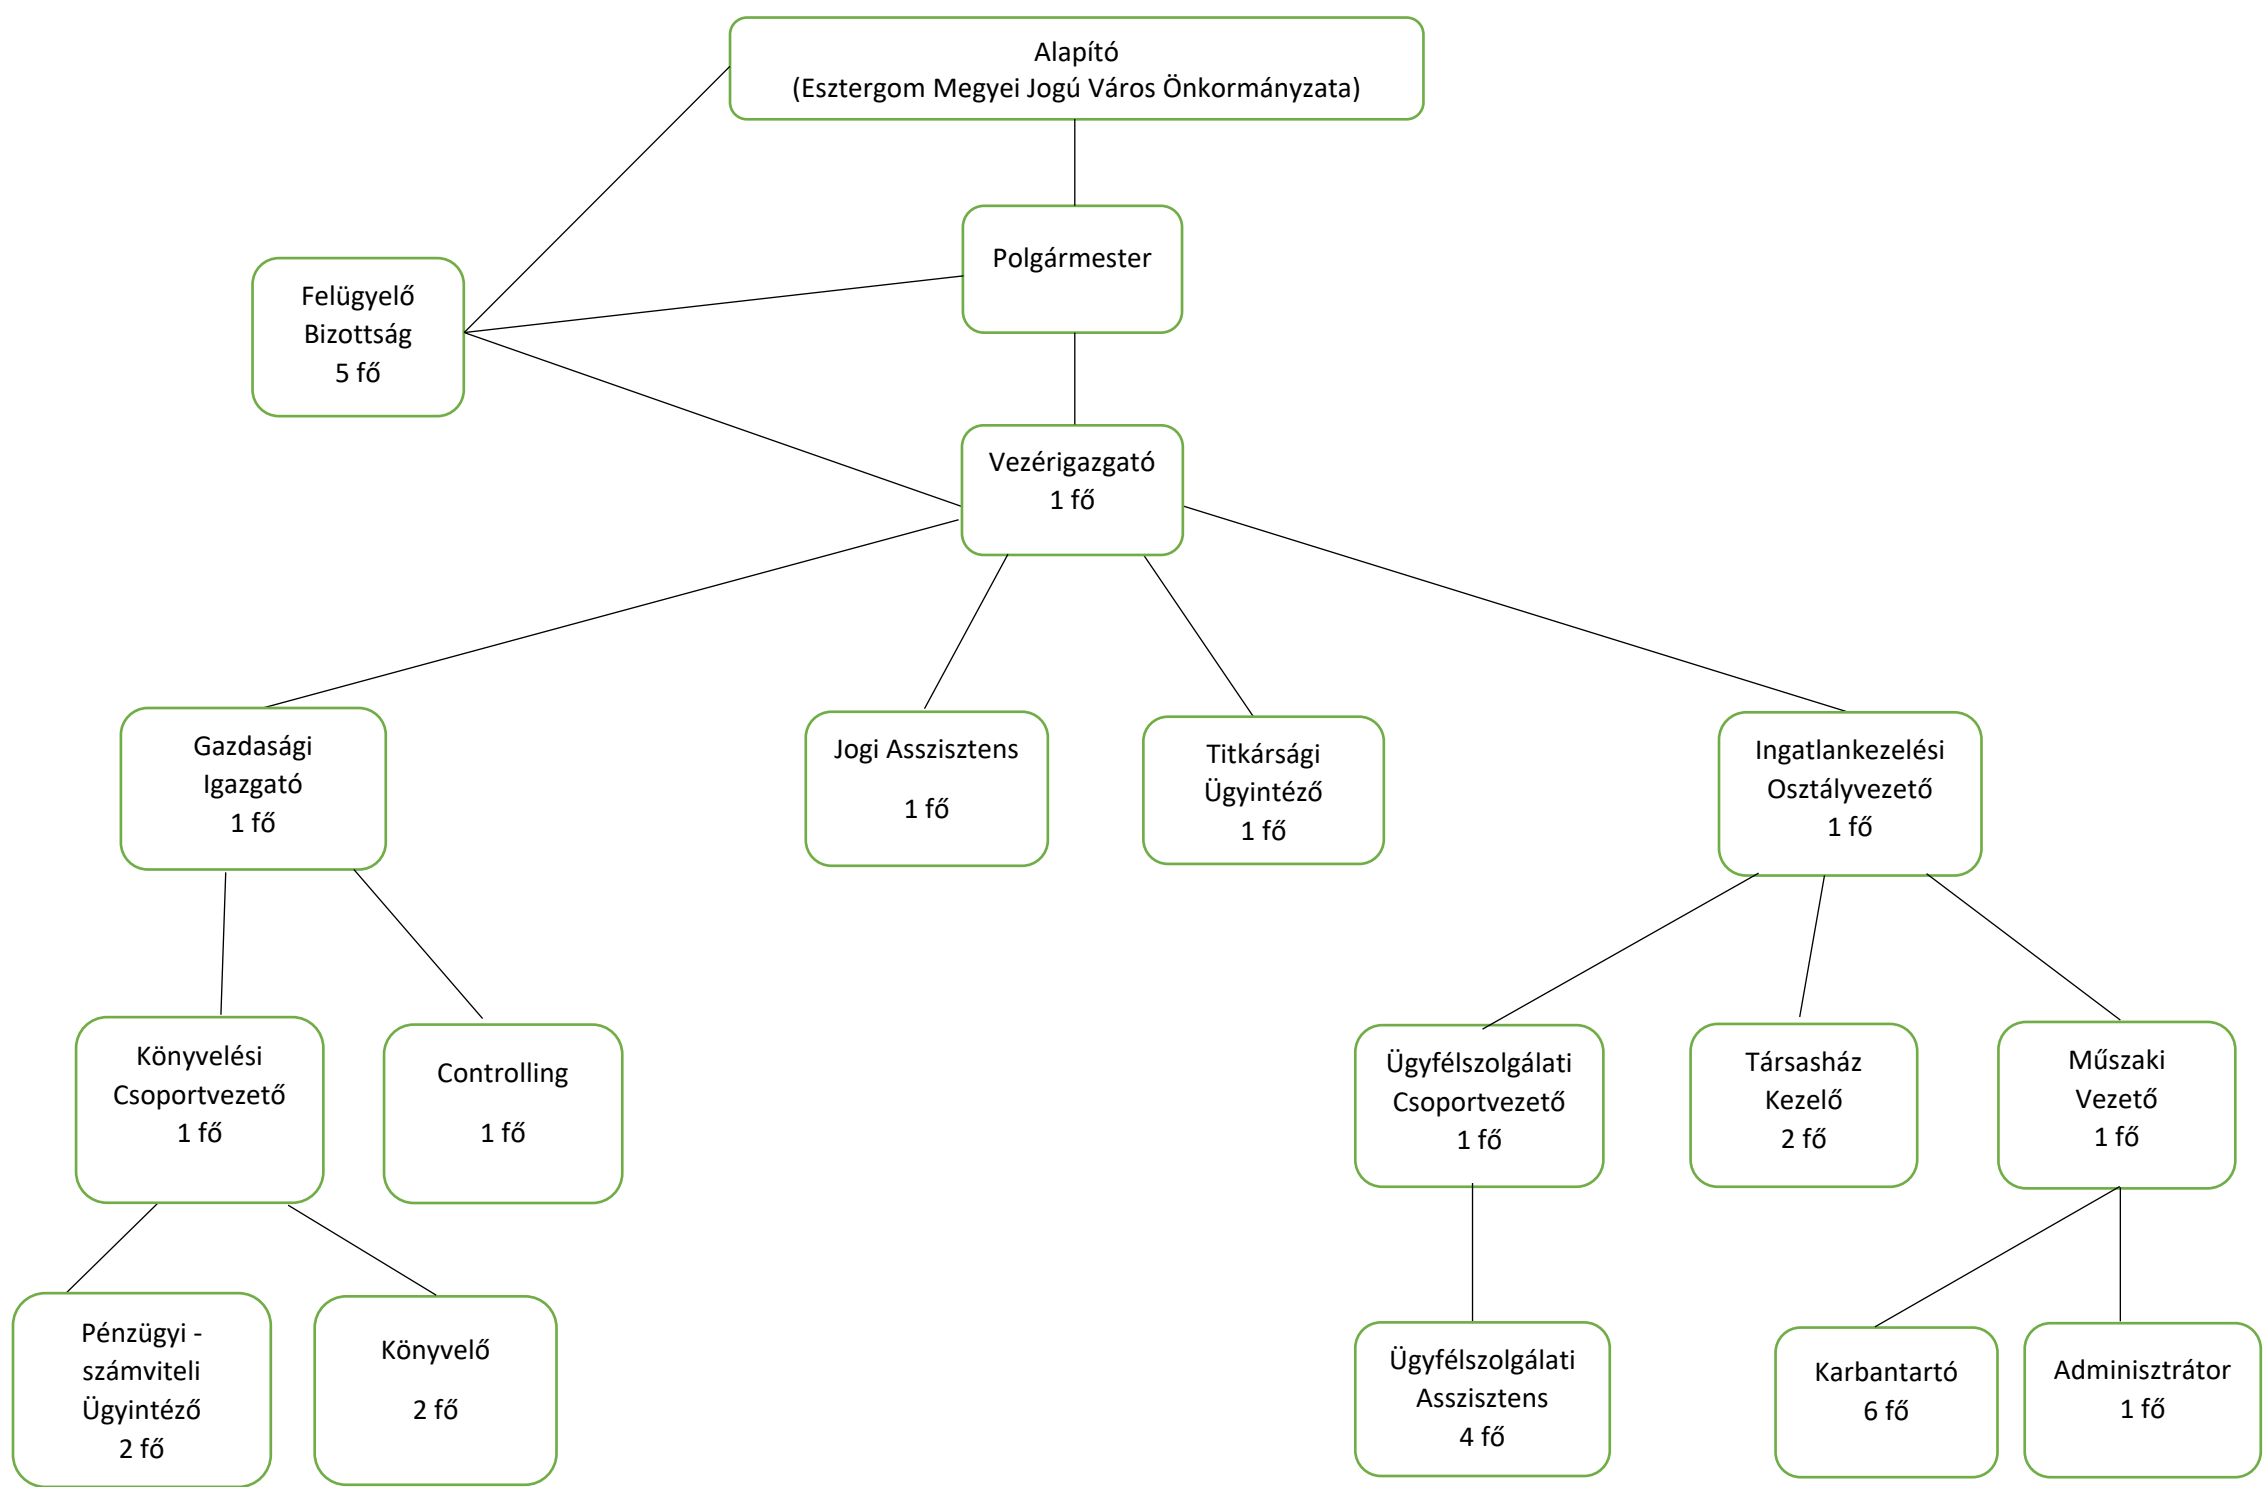 Alapító
(Esztergom Megyei Jogú Város Önkormányzata)
Polgármester
Felügyelő
Bizottság
5 fő
Vezérigazgató
1 fő
Gazdasági
Igazgató
1 fő
Jogi Asszisztens
1 fő
Titkársági
Ügyintéző
1 fő
Ingatlankezelési
Osztályvezető
1 fő
Könyvelési
Csoportvezető
1 fő
Controlling
1 fő
Ügyfélszolgálati
Csoportvezető
1 fő
Társasház
Kezelő
2 fő
Műszaki
Vezető
1 fő
Pénzügyi -
számviteli
Ügyintéző
2 fő
Könyvelő
2 fő
Ügyfélszolgálati
Asszisztens
4 fő
Karbantartó
6 fő
Adminisztrátor
1 fő